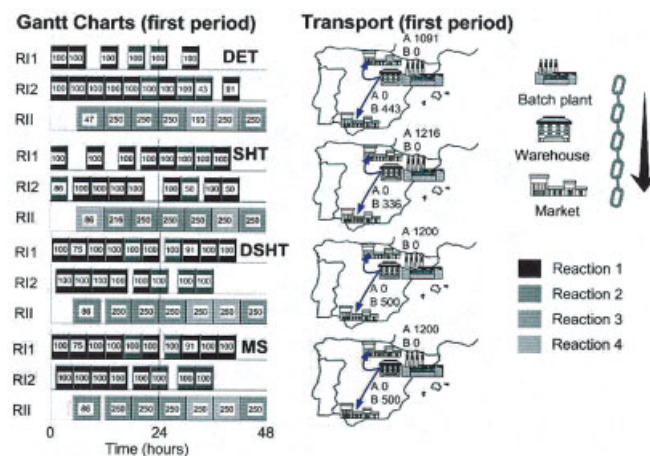 Gantt Charts (first period)
Transport (first period)
DET
RI1
100 100 100 100 100 100
RI2
100 100 100 100 100 100 100 100 43 81
RII
47 250 250 250 193 250 250
A 1091
B 0
A 0
B 443
SHT
RI1
100 100 100 100 100 100 100 100
RI2
86 100 100 100 100 100 50 100 50
RII
86 216 250 250 250 250 250
A 1216
B 0
A 0
B 336
DSHT
RI1
100 75 100 100 100 100 100 91 100 100
RI2
100 100 100 100 100 100 100 100
RII
86 250 250 250 250 250
A 1200
B 0
A 0
B 500
MS
RI1
100 75 100 100 100 100 100 91 100 100
RI2
100 100 100 100 100 100 100 100
RII
86 250 250 250 250 250
A 1200
B 0
A 0
B 500
0 24 48
Time (hours)
Batch plant
Warehouse
Market
Reaction 1
Reaction 2
Reaction 3
Reaction 4